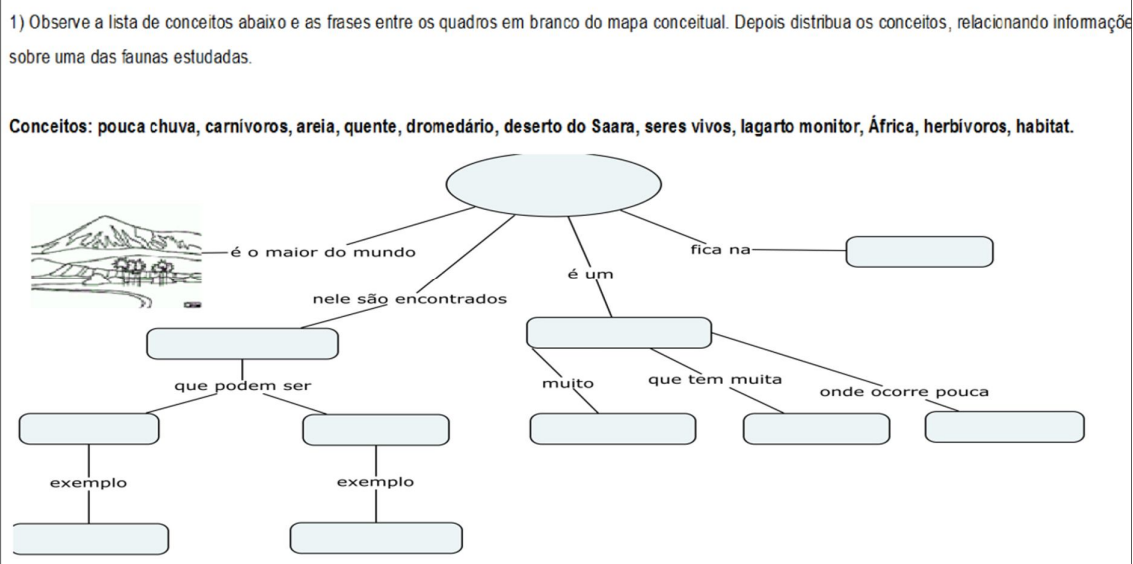 1) Observe a lista de conceitos abaixo e as frases entre os quadros em branco do mapa conceitual. Depois distribua os conceitos, relacionando informaçõe
sobre uma das faunas estudadas.
Conceitos: pouca chuva, carnívoros, areia, quente, dromedário, deserto do Saara, seres vivos, lagarto monitor, África, herbívoros, habitat.
é o maior do mundo
fica na
é um
nele são encontrados
que podem ser
muito
que tem muita
onde ocorre pouca
exemplo
exemplo